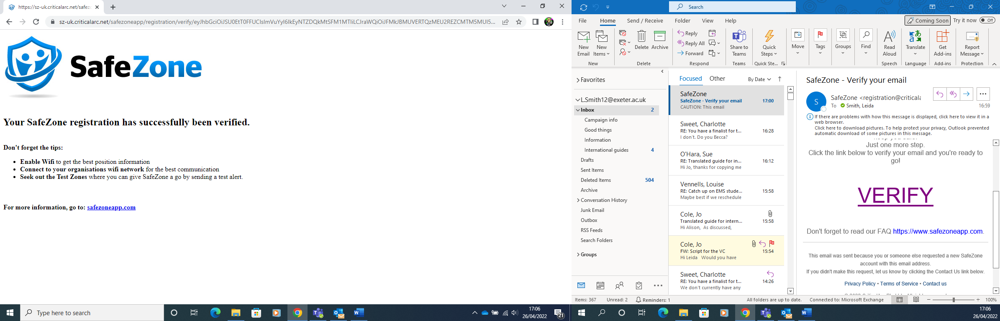 https://sz-uk.criticalarc.net/safezo
sz-uk.criticalarc.net/safezoneapp/registration/verify/
SafeZone
Your SafeZone registration has successfully been verified.
Don't forget the tips:
Enable Wifi to get the best position information
Connect to your organisations wifi network for the best communication
Seek out the Test Zones where you can give SafeZone a go by sending a test alert.
For more information, go to: safezoneapp.com
Type here to search
17:06
26/04/2022
21
Search
File Home Send / Receive Folder View Help
Coming Soon Try it now Off
New Email
New Items
Delete
Archive
Reply
Reply All
Forward
Share to Teams
Quick Steps
Move
Tags
Groups
Find
Read Aloud
Translate
Get Add-ins
Report Message
New Delete Respond Teams Quick Ste... Speech Language Add-ins Protection
Favorites
L.Smith12@exeter.ac.uk
Inbox 2
Campaign info
Good things
Information
International guides 4
Drafts
Sent Items
Deleted Items 504
Archive
Conversation History
Junk Email
Outbox
RSS Feeds
Search Folders
Groups
Focused Other By Date
SafeZone
SafeZone - Verify your email 17:00
CAUTION: This email
Sweet, Charlotte
RE: You have a finalist for t... 16:28
I don't. Do you Becca?
O'Hara, Sue
RE: Translated guide for in... 16:12
Hi Jo, thanks for copying me
Vennells, Louise
RE: Catch up on EMS stude... 15:58
Maybe best if we reschedule
Cole, Jo
Translated guide for intern... 15:58
Hi Alison, As discussed,
Cole, Jo
FW: Script for the VC 15:54
Hi Leida Would you have
Sweet, Charlotte
RE: You have a finalist for t... 14:26
We don't currently have any
SafeZone - Verify your email
S
SafeZone <registration@critical
To Smith, Leida 16:59
If there are problems with how this message is displayed, click here to view it in a
web browser.
Click here to download pictures. To help protect your privacy, Outlook prevented
automatic download of some pictures in this message.
Just one more step.
Click the link below to verify your email and you're ready to
go!
VERIFY
Don't forget to read our FAQ https://www.safezoneapp.com.
This email was sent because you or someone else requested a new SafeZone
account with this email address.
If you didn't make this request, let us know by clicking the Contact Us link below.
Privacy Policy • Terms of Service • Contact us
Items: 367 Unread: 2 Reminders: 1 All folders are up to date. Connected to: Microsoft Exchange 100%
17:06
26/04/2022